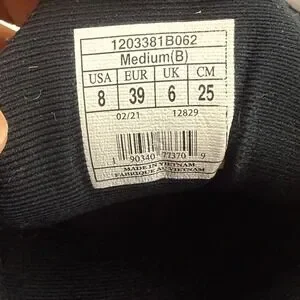 1203381B062
Medium(B)
USA EUR UK CM
8 39 6 25
02/21 12829
1 90340 77370 9
MADE IN VIETNAM
FABRIQUE AU VIETNAM